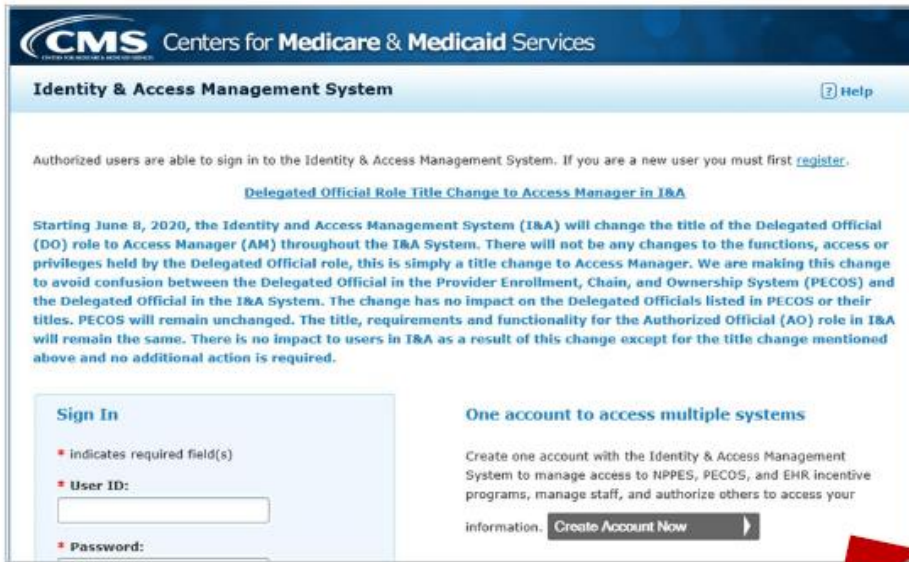 CMS Centers for Medicare & Medicaid Services
Identity & Access Management System
? Help
Authorized users are able to sign in to the Identity & Access Management System. If you are a new user you must first register.
Delegated Official Role Title Change to Access Manager in I&A
Starting June 8, 2020, the Identity and Access Management System (I&A) will change the title of the Delegated Official
(DO) role to Access Manager (AM) throughout the I&A System. There will not be any changes to the functions, access or
privileges held by the Delegated Official role, this is simply a title change to Access Manager. We are making this change
to avoid confusion between the Delegated Official in the Provider Enrollment, Chain, and Ownership System (PECOS) and
the Delegated Official in the I&A System. The change has no impact on the Delegated Officials listed in PECOS or their
titles. PECOS will remain unchanged. The title, requirements and functionality for the Authorized Official (AO) role in I&A
will remain the same. There is no impact to users in I&A as a result of this change except for the title change mentioned
above and no additional action is required.
Sign In
* indicates required field(s)
* User ID:
* Password:
One account to access multiple systems
Create one account with the Identity & Access Management
System to manage access to NPPES, PECOS, and EHR incentive
programs, manage staff, and authorize others to access your
information. Create Account Now